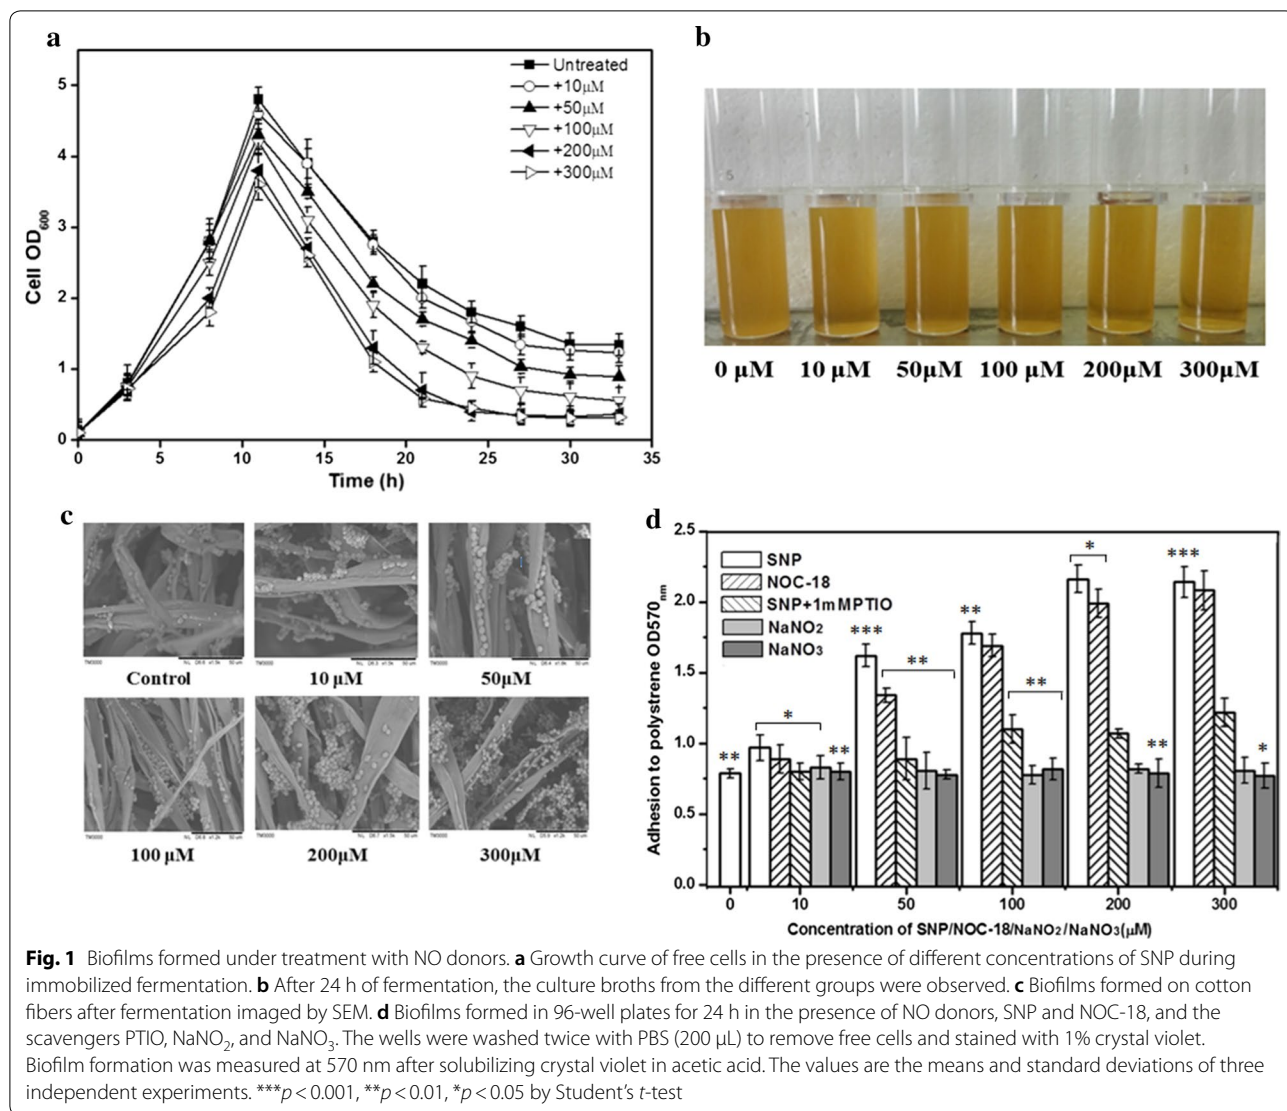 a
Cell OD600
5
4
3
2
1
0
0 5 10 15 20 25 30 35
Time (h)
Untreated
+10μM
+50μM
+100μM
+200μM
+300μM
b
0 μM 10 μM 50μM 100 μM 200μM 300μM
c
Control 10 μM 50μM
100 μM 200μM 300μM
d
Adhesion to polystrene OD570nm
2.5
2.0
1.5
1.0
0.5
0.0
SNP
NOC-18
SNP+1mMPTIO
NaNO2
NaNO3
** * ** *** ** ** ** * ** *** *
0 10 50 100 200 300
Concentration of SNP/NOC-18/NaNO2/NaNO3(μM)
Fig. 1 Biofilms formed under treatment with NO donors. a Growth curve of free cells in the presence of different concentrations of SNP during
immobilized fermentation. b After 24 h of fermentation, the culture broths from the different groups were observed. c Biofilms formed on cotton
fibers after fermentation imaged by SEM. d Biofilms formed in 96-well plates for 24 h in the presence of NO donors, SNP and NOC-18, and the
scavengers PTIO, NaNO2, and NaNO3. The wells were washed twice with PBS (200 μL) to remove free cells and stained with 1% crystal violet.
Biofilm formation was measured at 570 nm after solubilizing crystal violet in acetic acid. The values are the means and standard deviations of three
independent experiments. ***p < 0.001, **p < 0.01, *p < 0.05 by Student's t-test